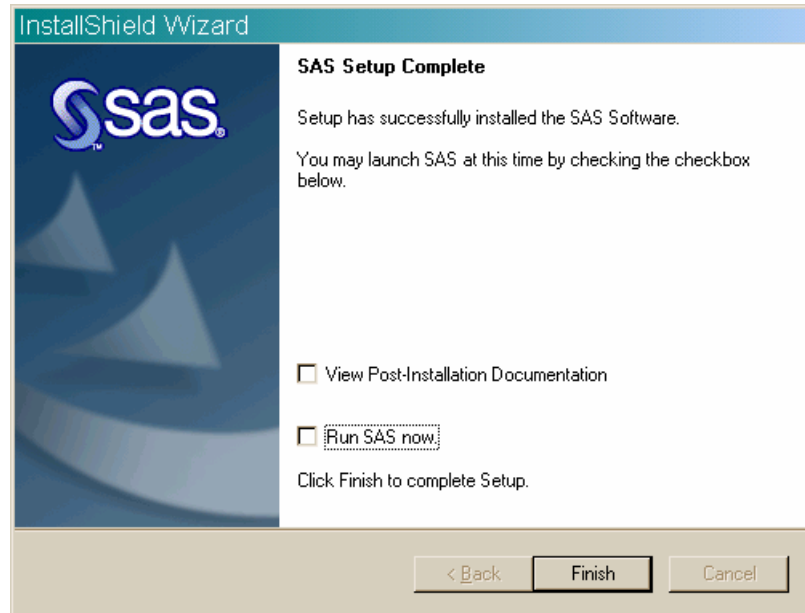 InstallShield Wizard
sas®
TM
SAS Setup Complete
Setup has successfully installed the SAS Software.
You may launch SAS at this time by checking the checkbox
below.
View Post-Installation Documentation
Run SAS now.
Click Finish to complete Setup.
< Back
Finish
Cancel